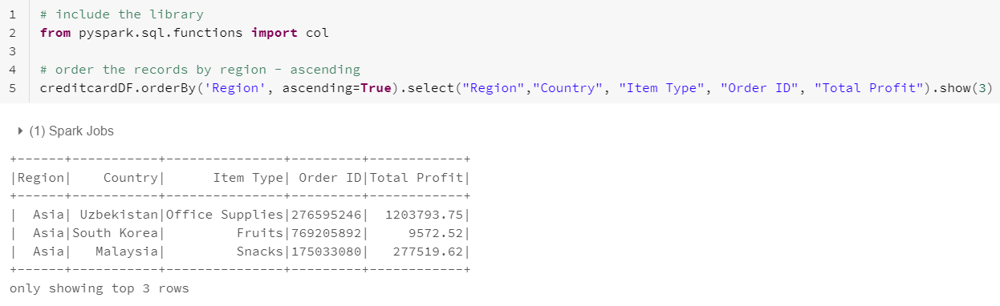 1 # include the library
2 from pyspark.sql.functions import col
3
4 # order the records by region - ascending
5 creditcardDF.orderBy('Region', ascending=True).select("Region","Country", "Item Type", "Order ID", "Total Profit").show(3)
(1) Spark Jobs
+------+-----------+---------------+---------+------------+
|Region|    Country|      Item Type| Order ID|Total Profit|
+------+-----------+---------------+---------+------------+
|  Asia| Uzbekistan|Office Supplies|276595246|  1203793.75|
|  Asia|South Korea|         Fruits|769205892|     9572.52|
|  Asia|   Malaysia|         Snacks|175033080|   277519.62|
+------+-----------+---------------+---------+------------+
only showing top 3 rows